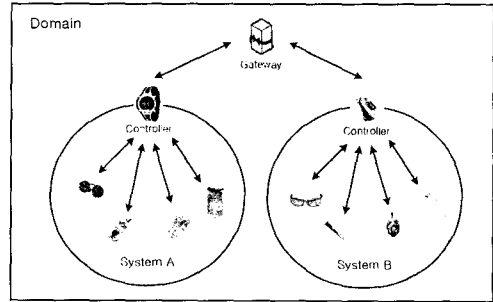 Domain
Gateway
Controller
Controller
System A
System B